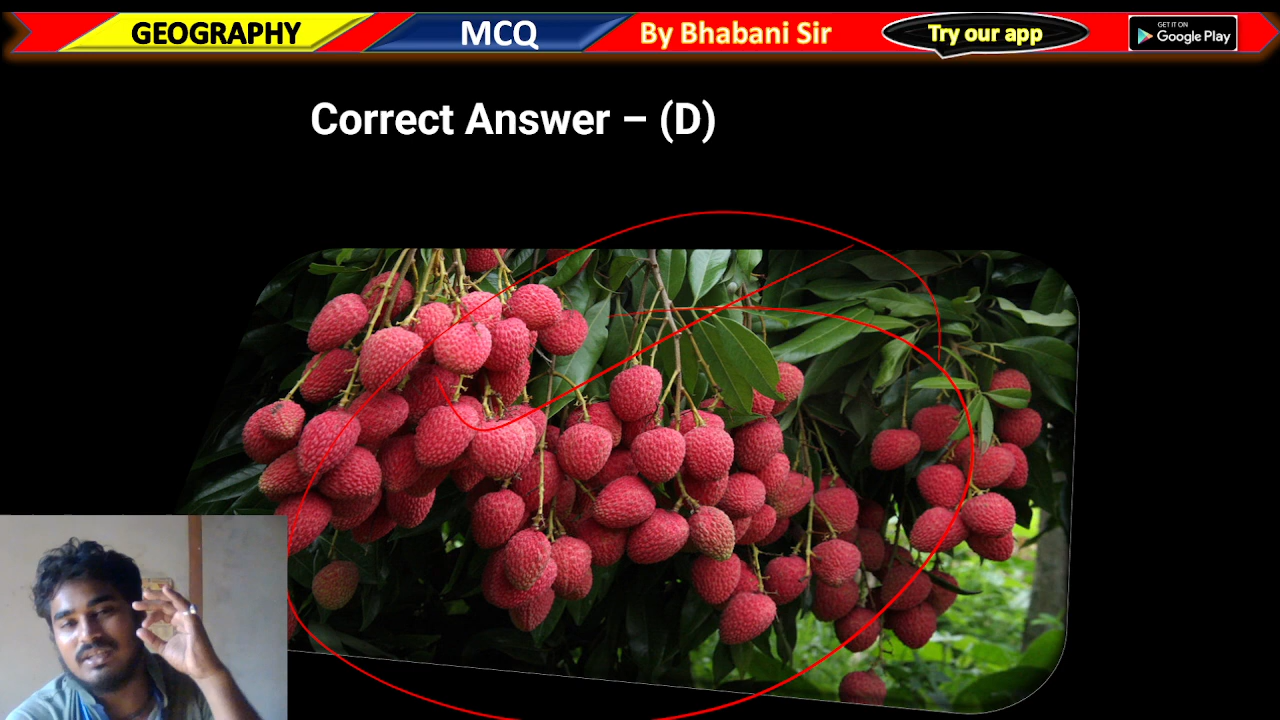 GEOGRAPHY
MCQ
By Bhabani Sir
Try our app
GET IT ON
Google Play
Correct Answer – (D)